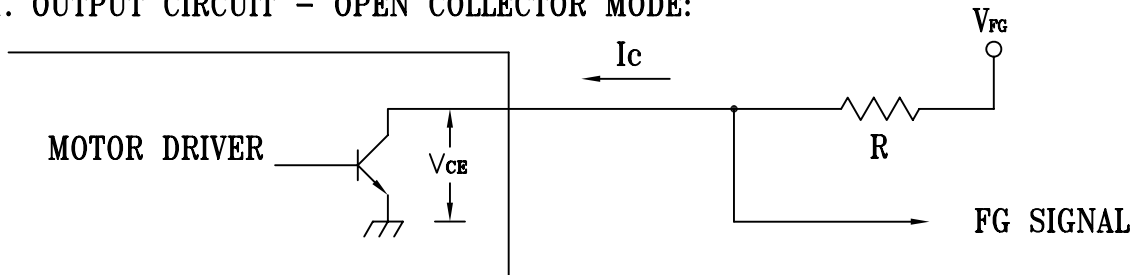 . OUTPUT CIRCUIT - OPEN COLLECTOR MODE:
VFG
Ic
MOTOR DRIVER
VCE
R
FG SIGNAL